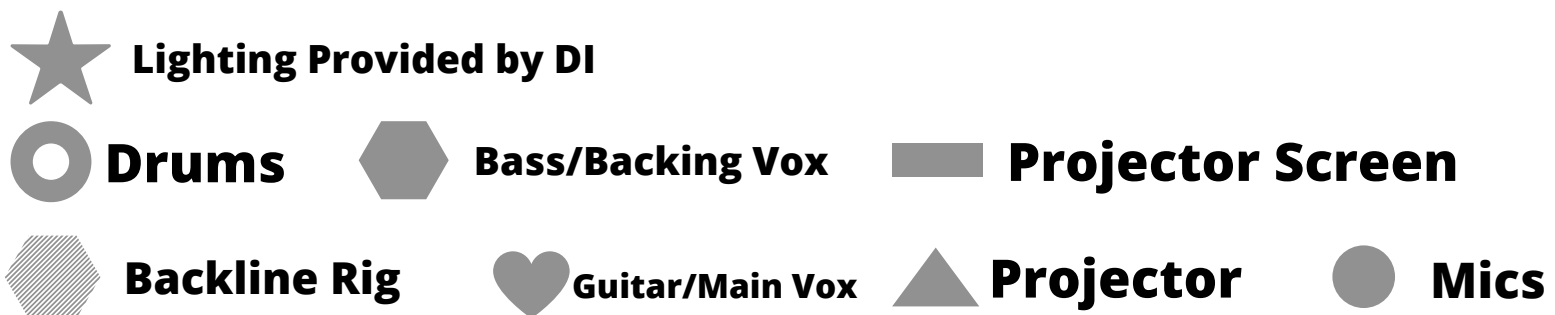 Lighting Provided by DI
Drums Bass/Backing Vox Projector Screen
Backline Rig Guitar/Main Vox Projector Mics